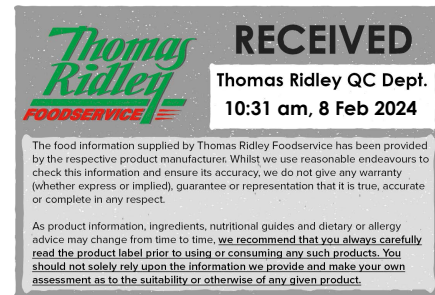 Thomas
Ridley
FOODSERVICE
RECEIVED
Thomas Ridley QC Dept.
10:31 am, 8 Feb 2024
The food information supplied by Thomas Ridley Foodservice has been provided
by the respective product manufacturer. Whilst we use reasonable endeavours to
check this information and ensure its accuracy, we do not give any warranty
(whether express or implied), guarantee or representation that it is true, accurate
or complete in any respect.
As product information, ingredients, nutritional guides and dietary or allergy
advice may change from time to time, we recommend that you always carefully
read the product label prior to using or consuming any such products. You
should not solely rely upon the information we provide and make your own
assessment as to the suitability or otherwise of any given product.